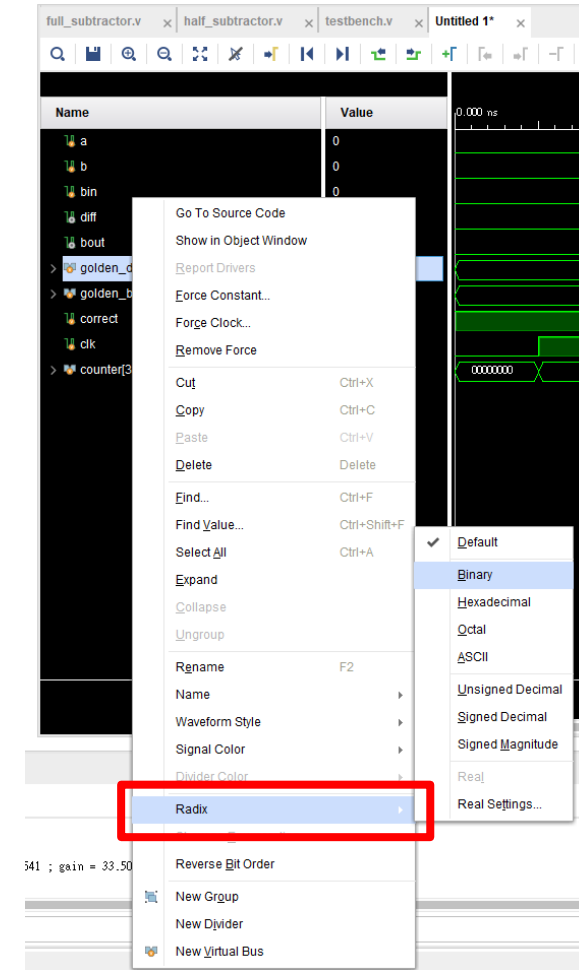 full_subtractor.v × half_subtractor.v × testbench.v × Untitled 1* ×
Name Value 0.000 ns
a 0
b 0
bin 0
diff
bout
golden_d
golden_b
correct
clk
counter[3 00000000
Go To Source Code
Show in Object Window
Report Drivers
Force Constant...
Force Clock...
Remove Force
Cut Ctrl+X
Copy Ctrl+C
Paste Ctrl+V
Delete Delete
Find... Ctrl+F
Find Value... Ctrl+Shift+F
Select All Ctrl+A
Expand
Collapse
Ungroup
Rename F2
Name
Waveform Style
Signal Color
Divider Color
Radix
Reverse Bit Order
New Group
New Divider
New Virtual Bus
Default
Binary
Hexadecimal
Octal
ASCII
Unsigned Decimal
Signed Decimal
Signed Magnitude
Real
Real Settings...
541 ; gain = 33.50